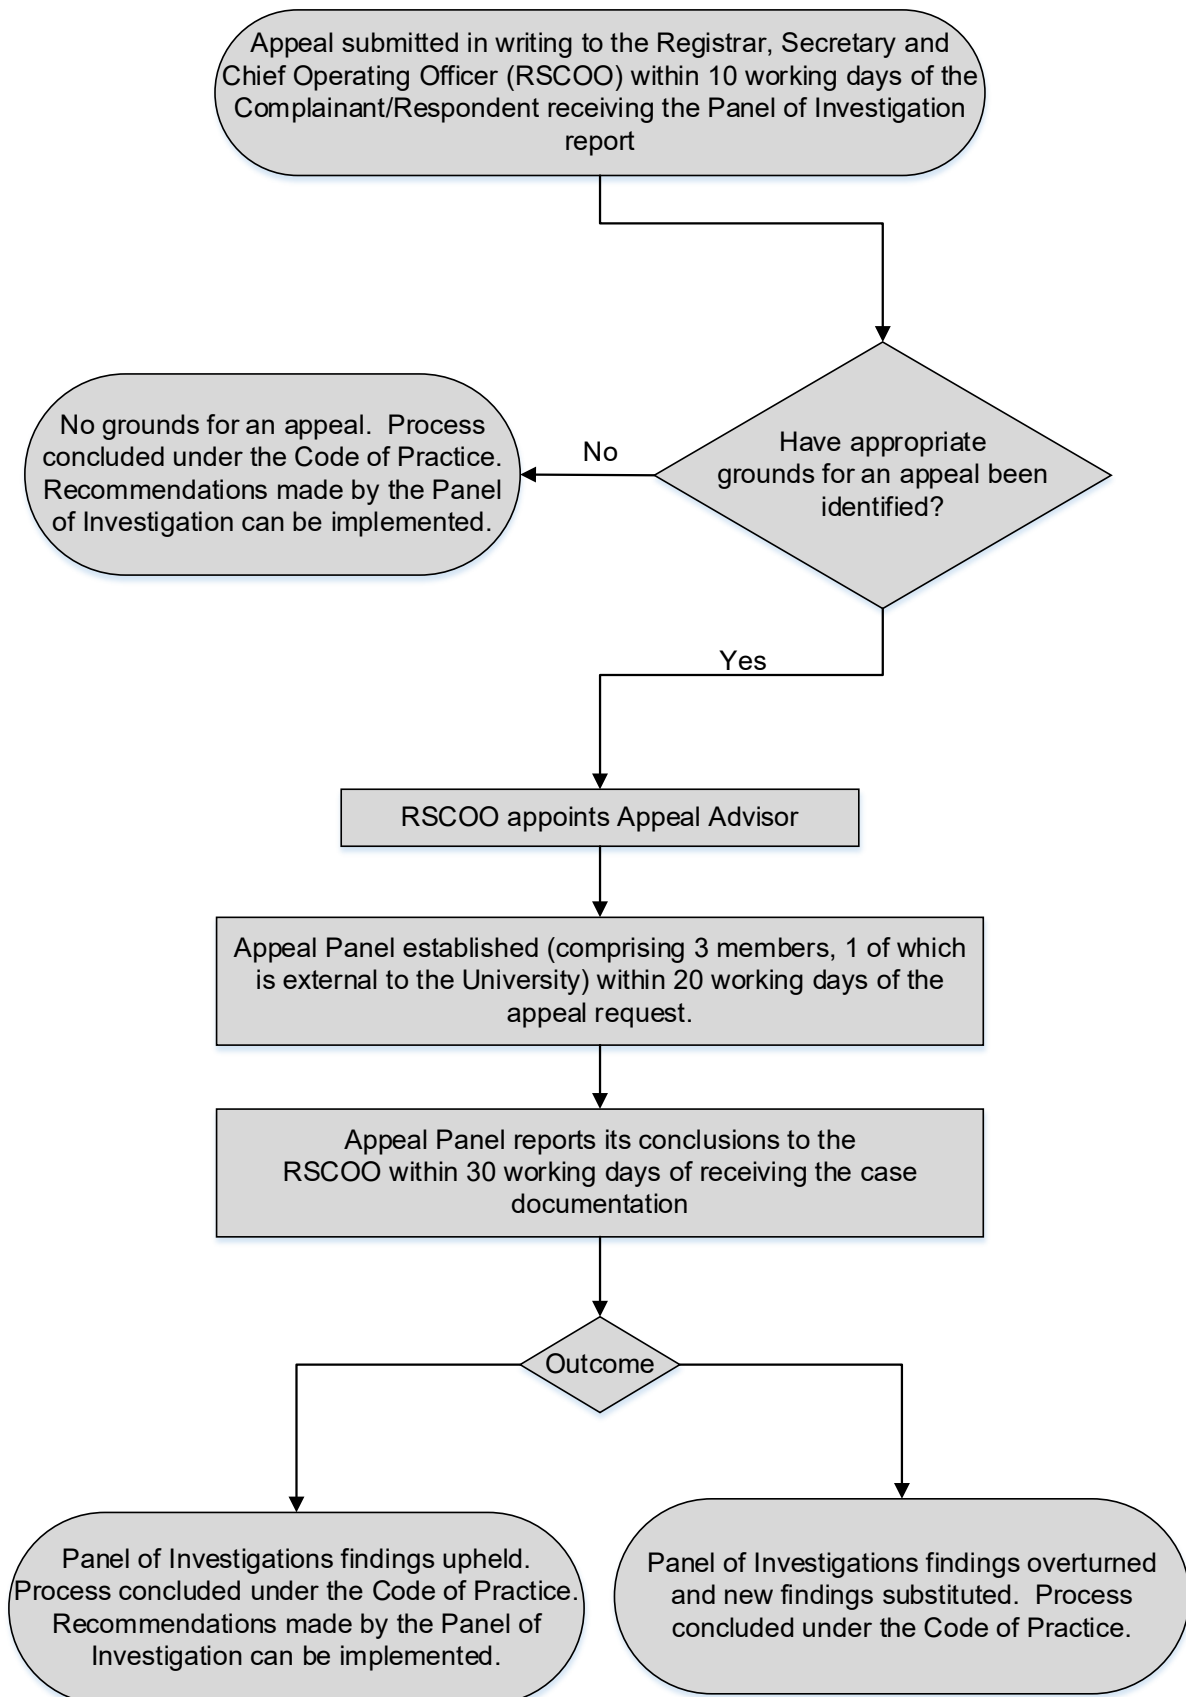 Appeal submitted in writing to the Registrar, Secretary and
Chief Operating Officer (RSCOO) within 10 working days of the
Complainant/Respondent receiving the Panel of Investigation
report
No grounds for an appeal.  Process
concluded under the Code of Practice.
Recommendations made by the Panel
of Investigation can be implemented.
No
Have appropriate
grounds for an appeal been
identified?
Yes
RSCOO appoints Appeal Advisor
Appeal Panel established (comprising 3 members, 1 of which
is external to the University) within 20 working days of the
appeal request.
Appeal Panel reports its conclusions to the
RSCOO within 30 working days of receiving the case
documentation
Outcome
Panel of Investigations findings upheld.
Process concluded under the Code of Practice.
Recommendations made by the Panel of
Investigation can be implemented.
Panel of Investigations findings overturned
and new findings substituted.  Process
concluded under the Code of Practice.